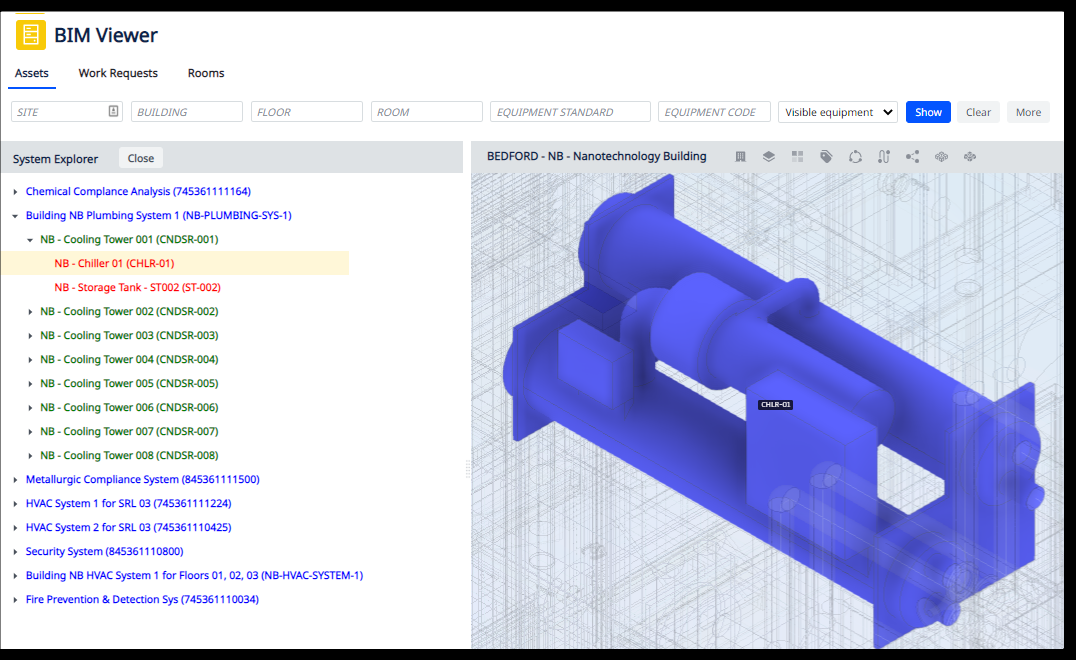 BIM Viewer
Assets Work Requests Rooms
SITE BUILDING FLOOR ROOM EQUIPMENT STANDARD EQUIPMENT CODE Visible equipment Show Clear More
System Explorer Close
BEDFORD - NB - Nanotechnology Building
Chemical Complance Analysis (745361111164)
Building NB Plumbing System 1 (NB-PLUMBING-SYS-1)
NB - Cooling Tower 001 (CNDSR-001)
NB - Chiller 01 (CHLR-01)
NB - Storage Tank - ST002 (ST-002)
NB - Cooling Tower 002 (CNDSR-002)
NB - Cooling Tower 003 (CNDSR-003)
NB - Cooling Tower 004 (CNDSR-004)
NB - Cooling Tower 005 (CNDSR-005)
NB - Cooling Tower 006 (CNDSR-006)
NB - Cooling Tower 007 (CNDSR-007)
NB - Cooling Tower 008 (CNDSR-008)
Metallurgic Compliance System (845361111500)
HVAC System 1 for SRL 03 (745361111224)
HVAC System 2 for SRL 03 (745361110425)
Security System (845361110800)
Building NB HVAC System 1 for Floors 01, 02, 03 (NB-HVAC-SYSTEM-1)
Fire Prevention & Detection Sys (745361110034)
CHLR-01